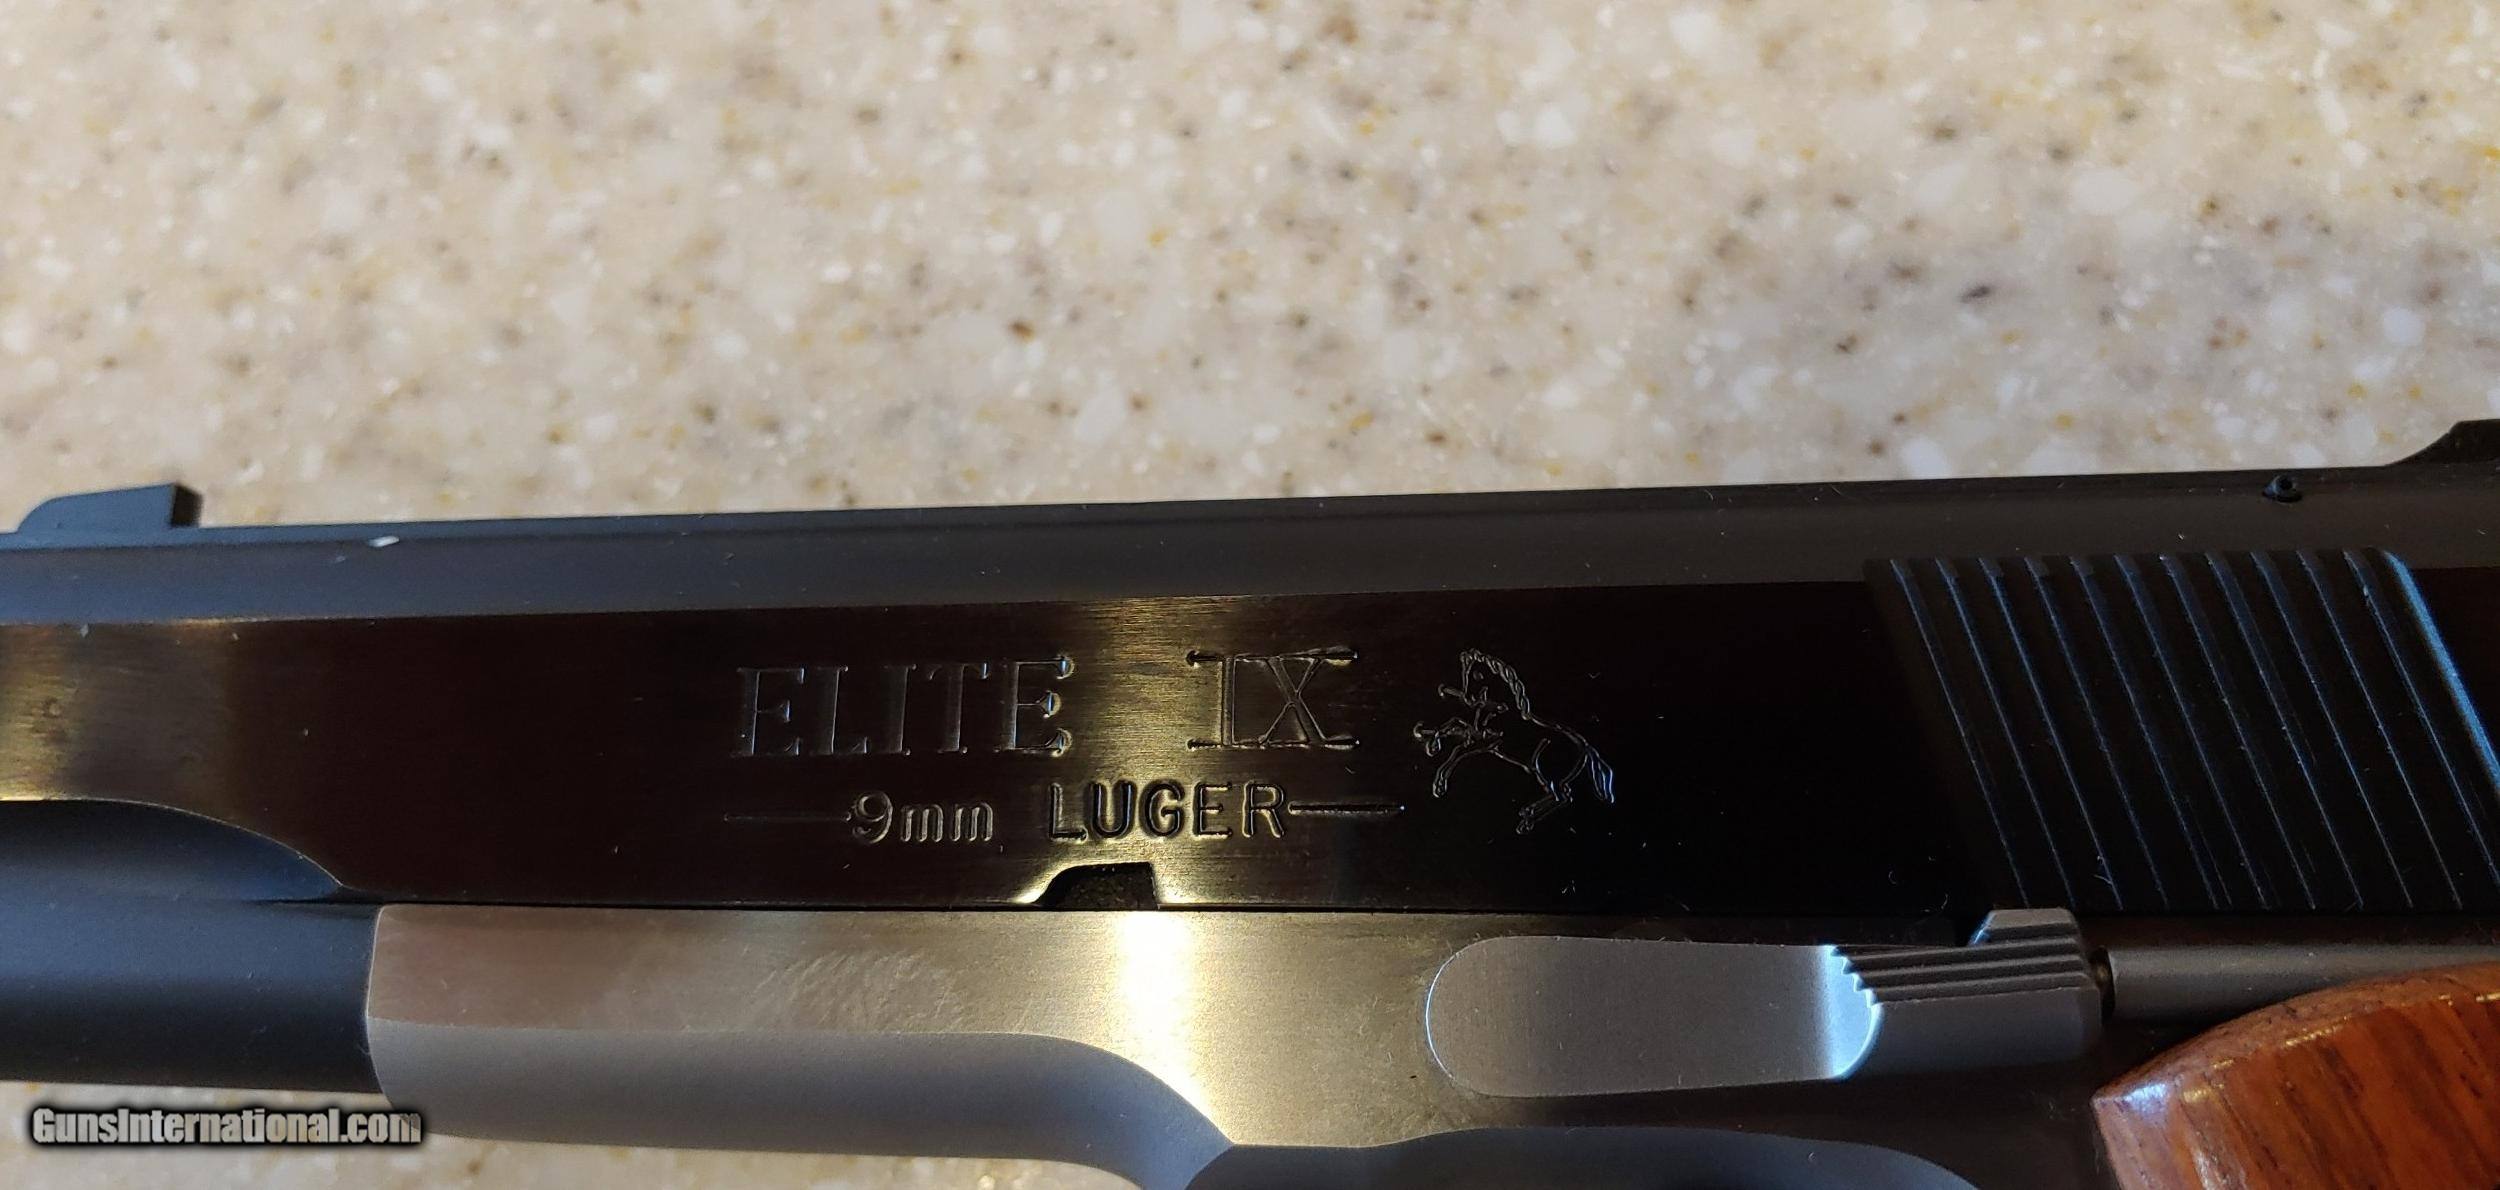 ELITE IX
9mm LUGER
GunsInternational.com